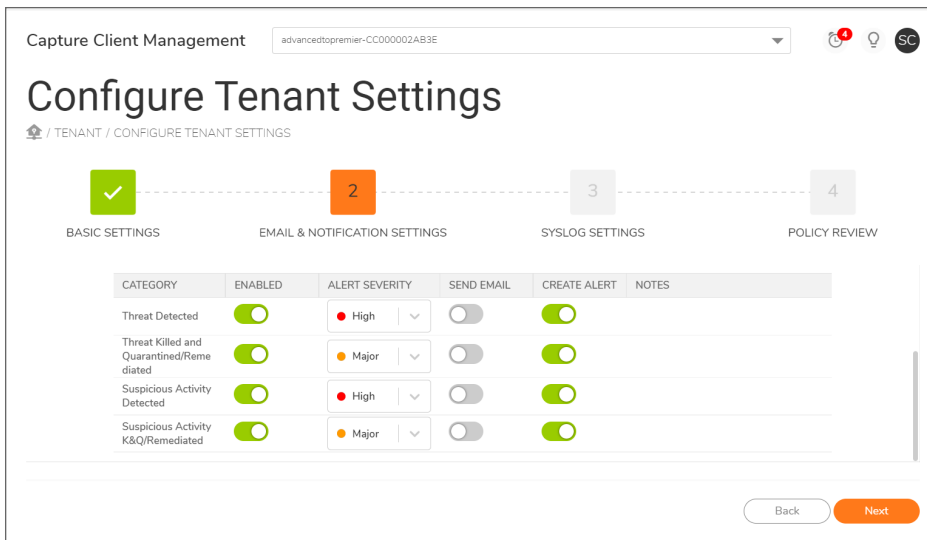 Capture Client Management
advancedtopremier-CC000002AB3E
4
SC
Configure Tenant Settings
/ TENANT / CONFIGURE TENANT SETTINGS
2
3
4
BASIC SETTINGS
EMAIL & NOTIFICATION SETTINGS
SYSLOG SETTINGS
POLICY REVIEW
CATEGORY ENABLED ALERT SEVERITY SEND EMAIL CREATE ALERT NOTES
Threat Detected
High
Threat Killed and
Quarantined/Reme
diated
Major
Suspicious Activity
Detected
High
Suspicious Activity
K&Q/Remediated
Major
Back
Next